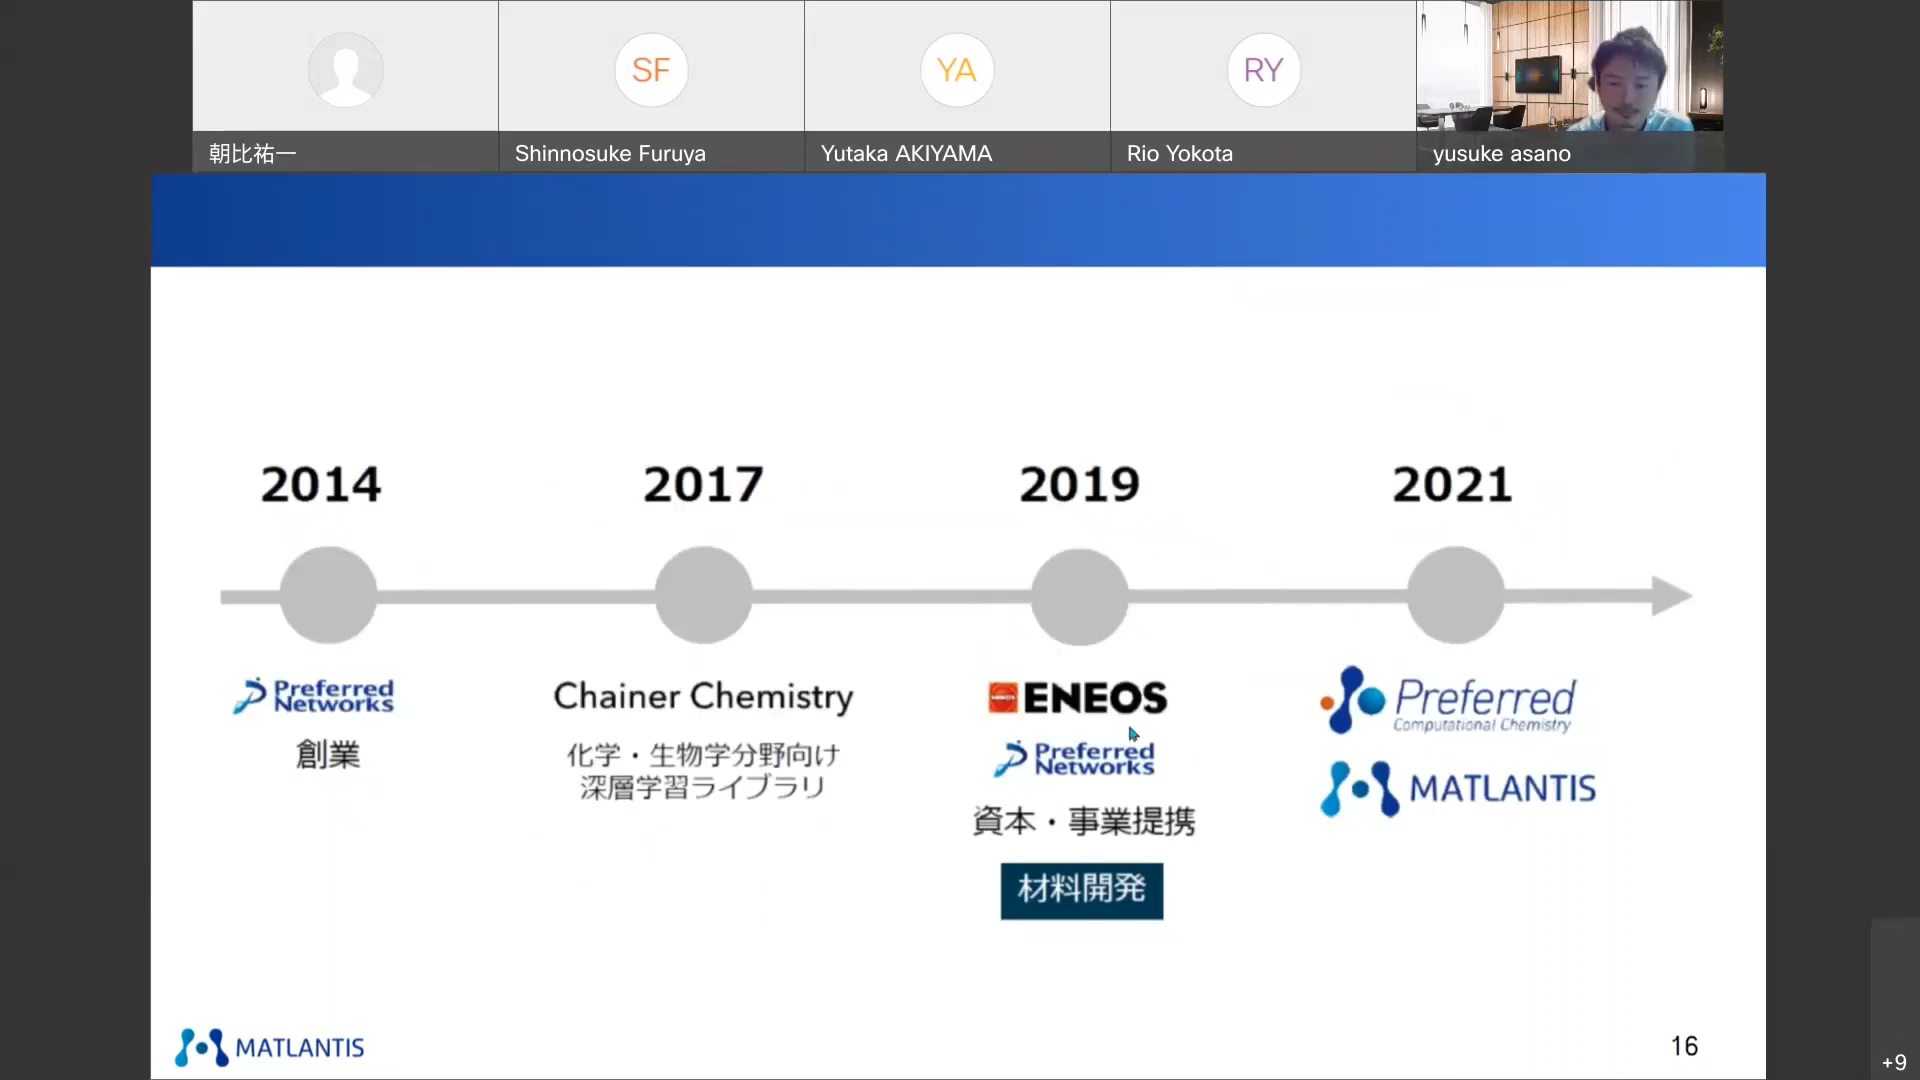 SF
YA
RY
朝比祐一
Shinnosuke Furuya
Yutaka AKIYAMA
Rio Yokota
yusuke asano
2014
2017
2019
2021
Preferred
Networks
創業
Chainer Chemistry
化学・生物学分野向け
深層学習ライブラリ
ENEOS
Preferred
Networks
資本・事業提携
材料開発
Preferred
Computational Chemistry
MATLANTIS
MATLANTIS
16
+9